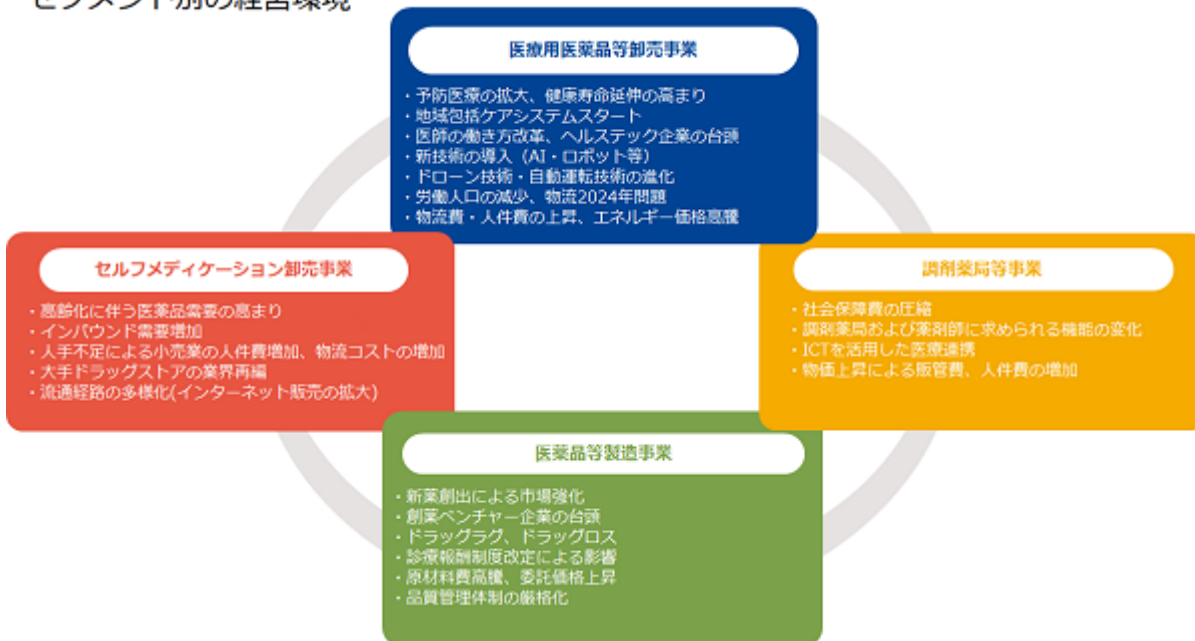 セグメント別の経営環境
医療用医薬品等卸売事業
・予防医療の拡大、健康寿命延伸の高まり
・地域包括ケアシステムスタート
・医師の働き方改革、ヘルステック企業の台頭
・新技術の導入（AI・ロボット等）
・ドローン技術・自動運転技術の進化
・労働人口の減少、物流2024年問題
・物流費・人件費の上昇、エネルギー価格高騰
セルフメディケーション卸売事業
・高齢化に伴う医薬品需要の高まり
・インバウンド需要増加
・人手不足による小売業の人件費増加、物流コストの増加
・大手ドラッグストアの業界再編
・流通経路の多様化(インターネット販売の拡大)
調剤薬局等事業
・社会保障費の圧縮
・調剤薬局および薬剤師に求められる機能の変化
・ICTを活用した医療連携
・物価上昇による販管費、人件費の増加
医薬品等製造事業
・新薬創出による市場強化
・創薬ベンチャー企業の台頭
・ドラッグラグ、ドラッグロス
・診療報酬制度改定による影響
・原材料費高騰、委託価格上昇
・品質管理体制の厳格化